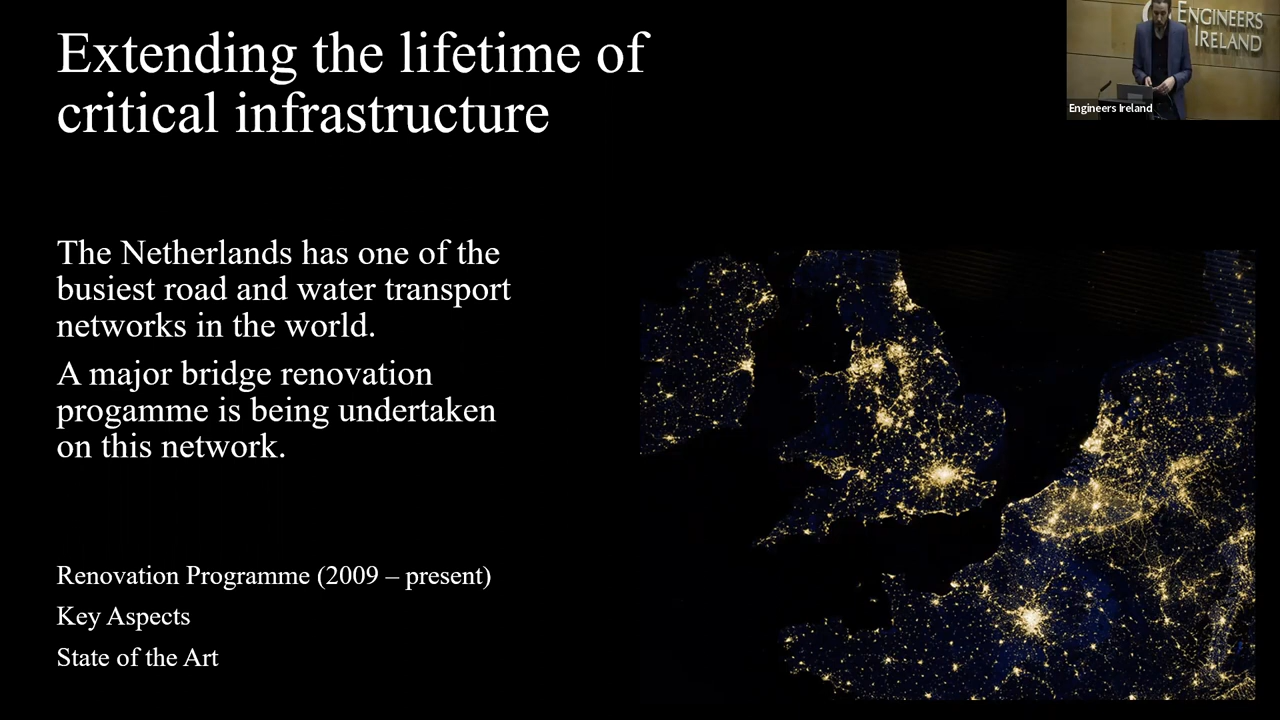 Extending the lifetime of
critical infrastructure
ENGINEERS
IRELAND
Engineers Ireland
The Netherlands has one of the
busiest road and water transport
networks in the world.
A major bridge renovation
progamme is being undertaken
on this network.
Renovation Programme (2009 – present)
Key Aspects
State of the Art